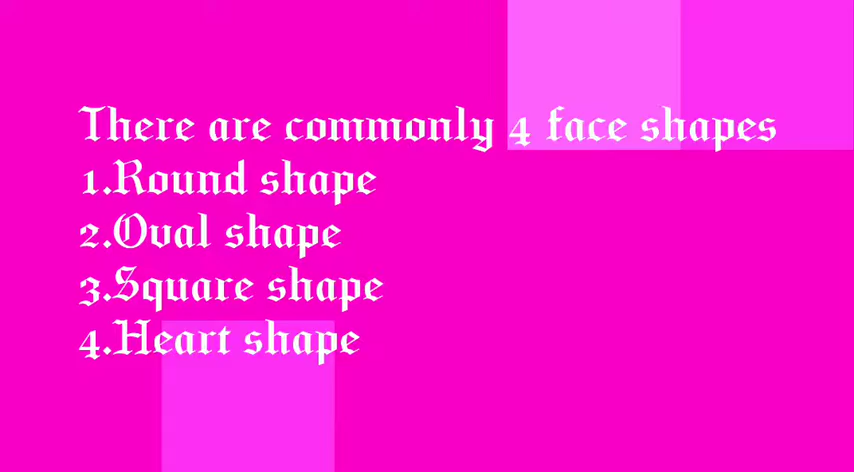 There are commonly 4 face shapes
1.Round shape
2.Oval shape
3.Square shape
4.Heart shape